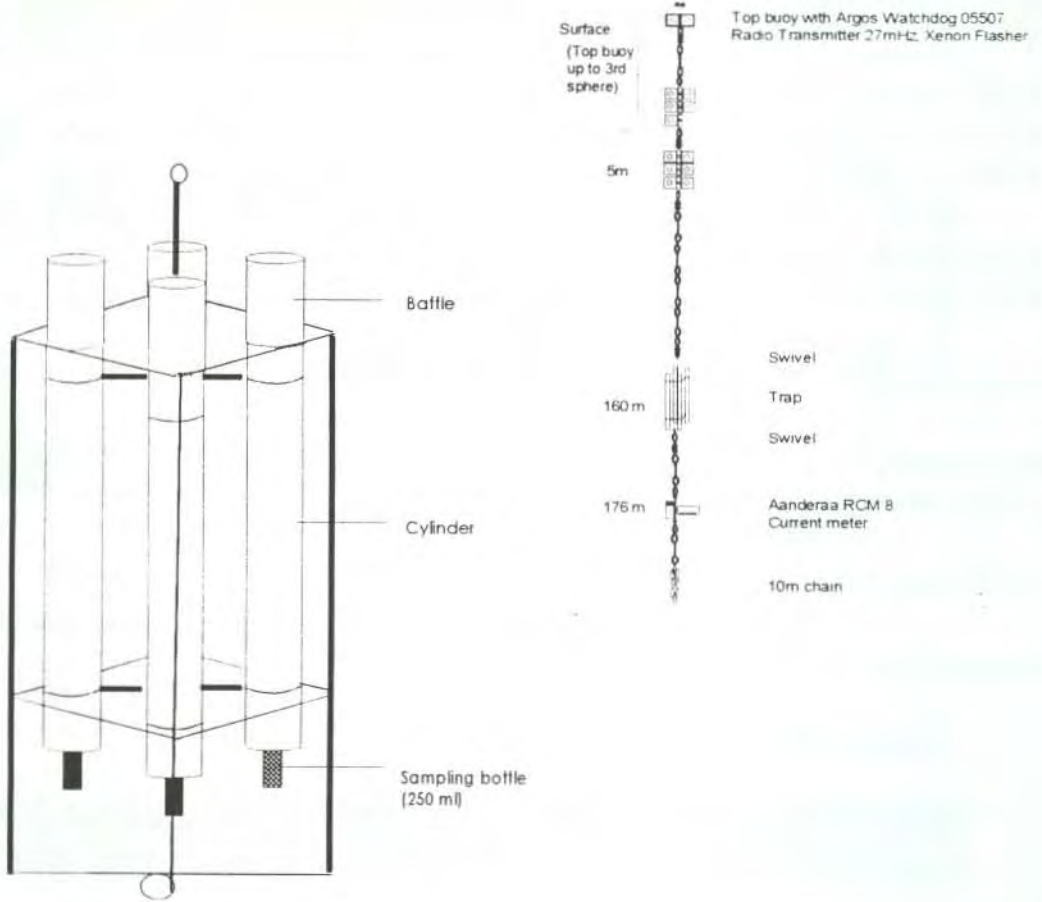 Surface
(Top buoy
up to 3rd
sphere)
Top buoy with Argos Watchdog 05507
Radio Transmitter 27mHz, Xenon Flasher
5m
Baffle
Swivel
160 m
Trap
Swivel
176 m
Aanderaa RCM 8
Current meter
Cylinder
10m chain
Sampling bottle
(250 ml)